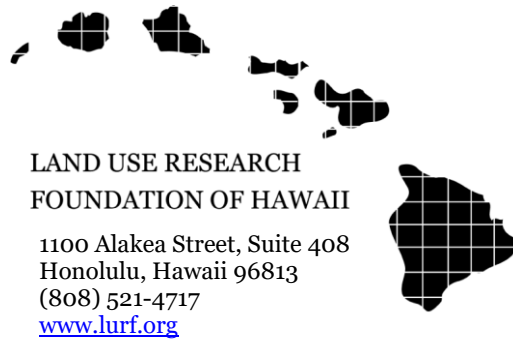 LAND USE RESEARCH
FOUNDATION OF HAWAII
1100 Alakea Street, Suite 408
Honolulu, Hawaii 96813
(808) 521-4717
www.lurf.org